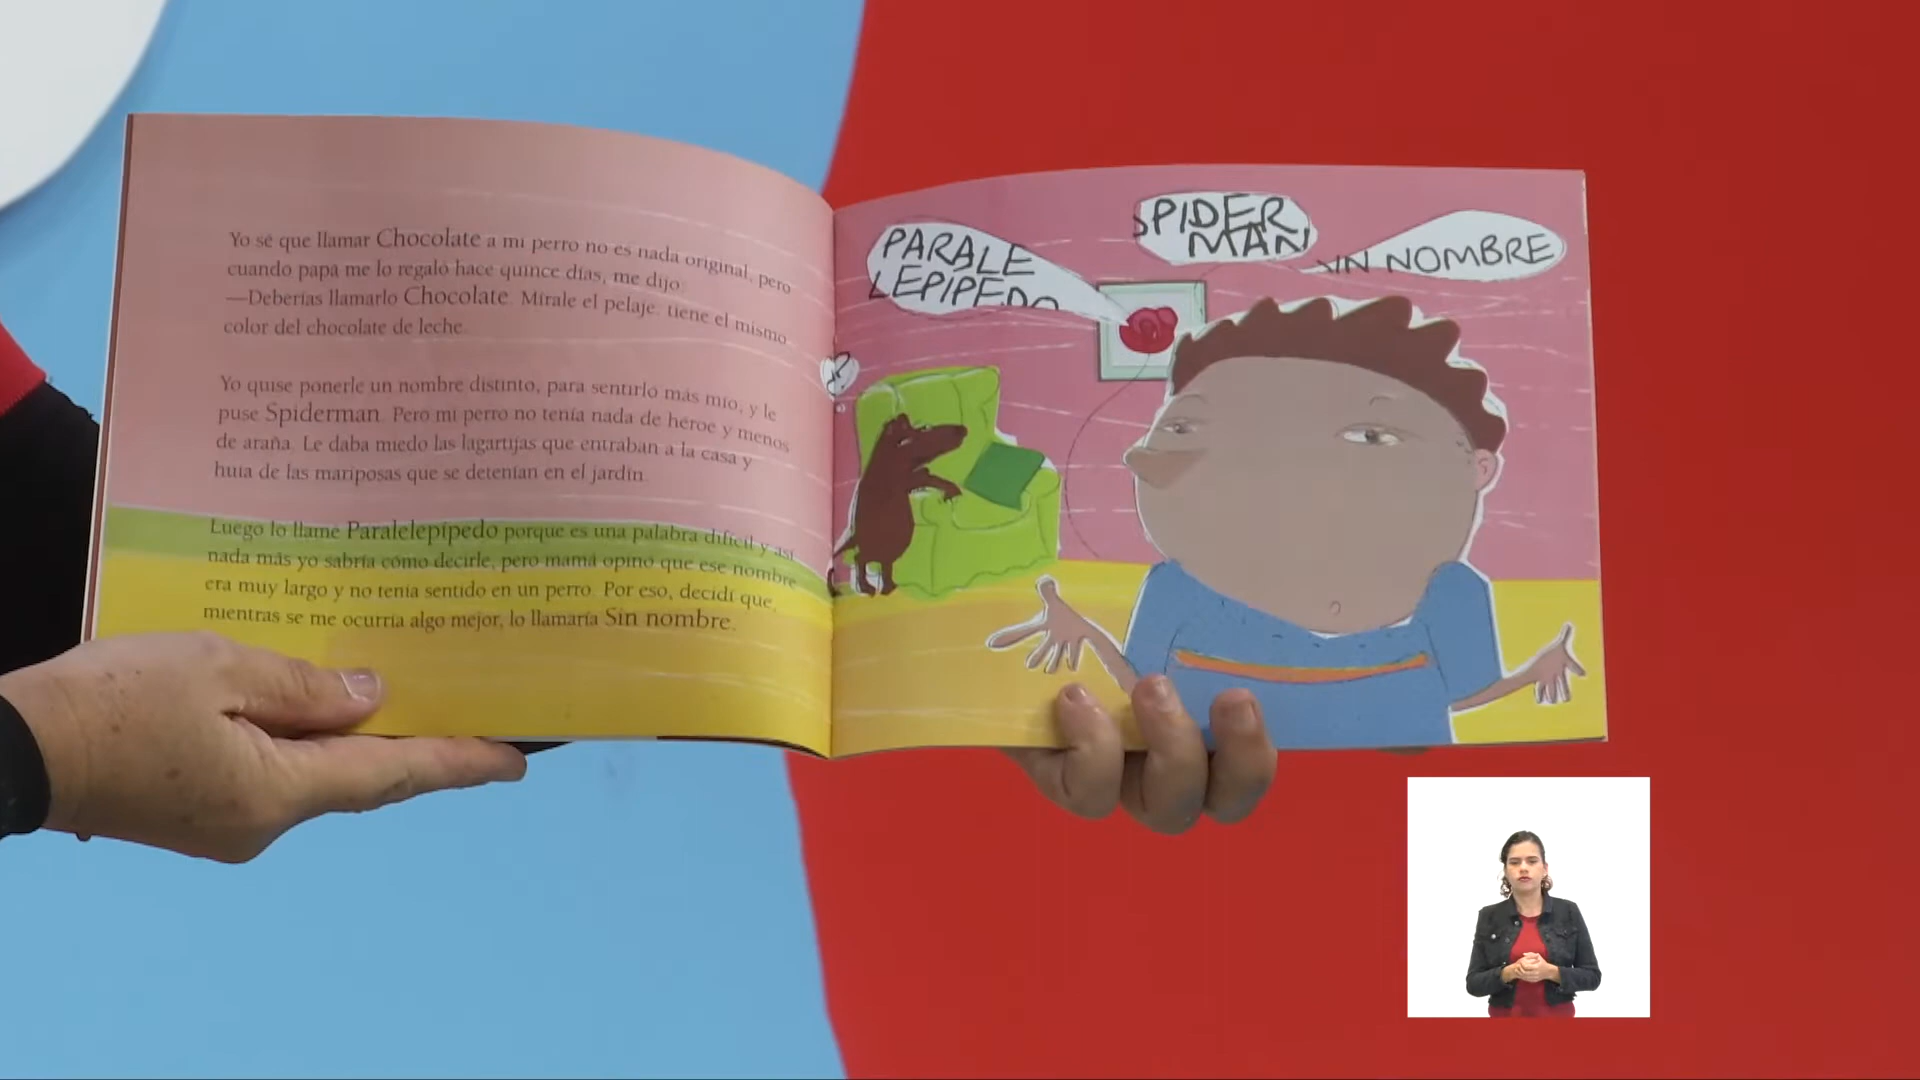 Yo sé que llamar Chocolate a mi perro no es nada original, pero
cuando papá me lo regaló hace quince días, me dijo:
—Deberías llamarlo Chocolate. Mírale el pelaje: tiene el mismo
color del chocolate de leche.
Yo quise ponerle un nombre distinto, para sentirlo más mío, y le
puse Spiderman. Pero mi perro no tenía nada de héroe y menos
de araña. Le daba miedo las lagartijas que entraban a la casa y
huía de las mariposas que se detenían en el jardín.
Luego lo llamé Paralelepípedo porque es una palabra difícil y así
nada más yo sabría cómo decirle, pero mamá opinó que ese nombre
era muy largo y no tenía sentido en un perro. Por eso, decidí que,
mientras se me ocurría algo mejor, lo llamaría Sin nombre.
PARALE
LEPIPEDO
SPIDER
MAN
SIN NOMBRE